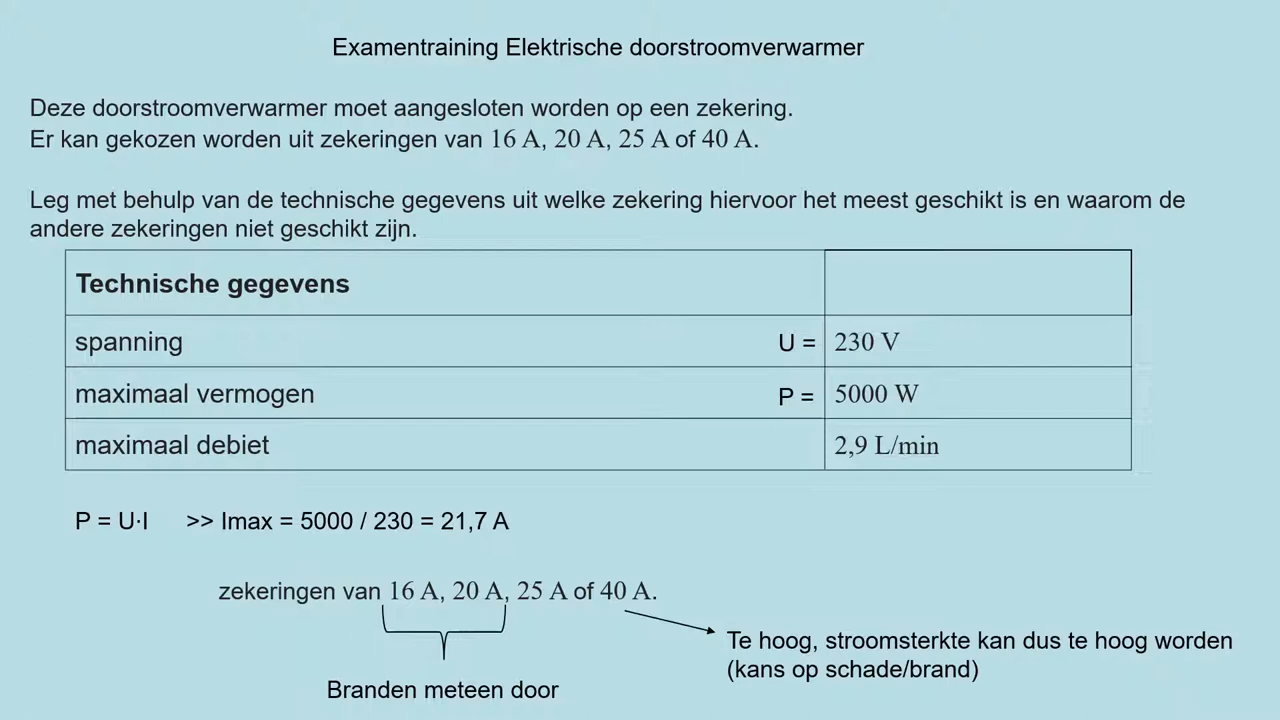 Examentraining Elektrische doorstroomverwarmer
Deze doorstroomverwarmer moet aangesloten worden op een zekering.
Er kan gekozen worden uit zekeringen van 16 A, 20 A, 25 A of 40 A.
Leg met behulp van de technische gegevens uit welke zekering hiervoor het meest geschikt is en waarom de
andere zekeringen niet geschikt zijn.
Technische gegevens
spanning U = 230 V
maximaal vermogen P = 5000 W
maximaal debiet 2,9 L/min
P = U·I >> Imax = 5000 / 230 = 21,7 A
zekeringen van 16 A, 20 A, 25 A of 40 A.
Te hoog, stroomsterkte kan dus te hoog worden
(kans op schade/brand)
Branden meteen door